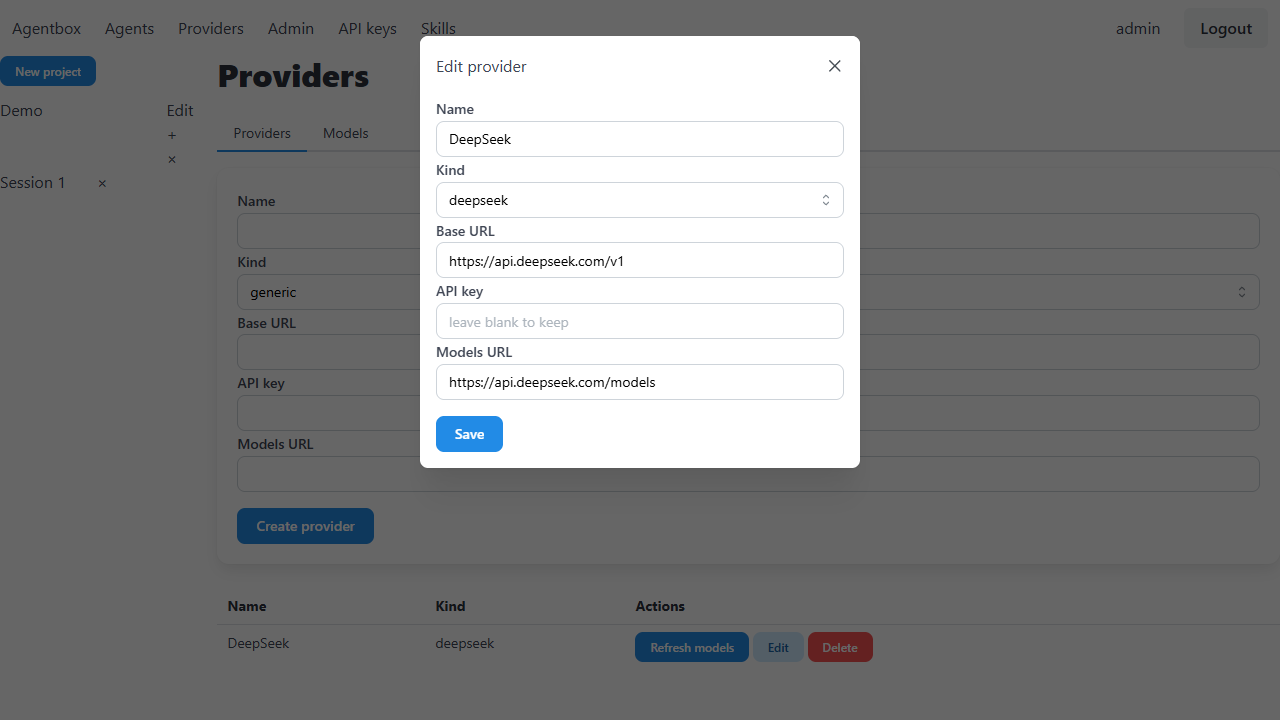 Agentbox Agents Providers Admin API keys Skills admin Logout
New project
Demo Edit
+
×
Session 1 ×
Providers
Providers Models
Name
Kind
generic
Base URL
API key
Models URL
Create provider
Name Kind Actions
DeepSeek deepseek Refresh models Edit Delete
Edit provider
Name
DeepSeek
Kind
deepseek
Base URL
https://api.deepseek.com/v1
API key
leave blank to keep
Models URL
https://api.deepseek.com/models
Save